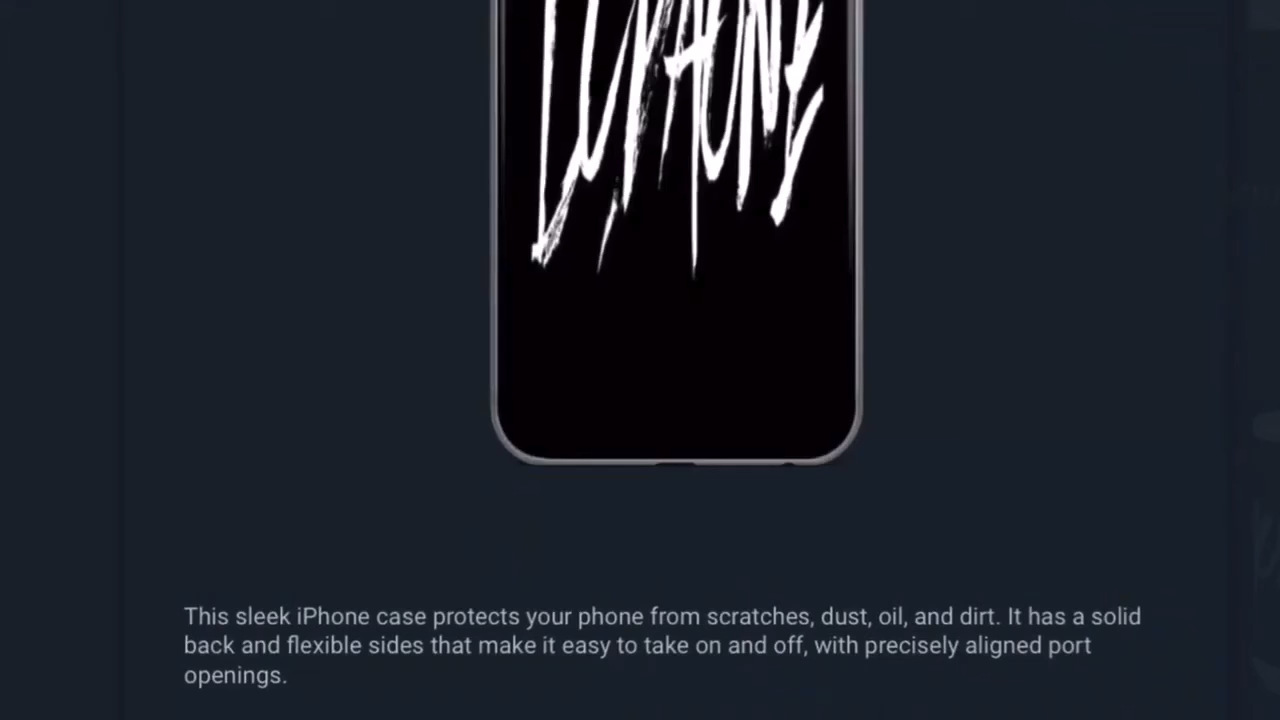 This sleek iPhone case protects your phone from scratches, dust, oil, and dirt. It has a solid
back and flexible sides that make it easy to take on and off, with precisely aligned port
openings.